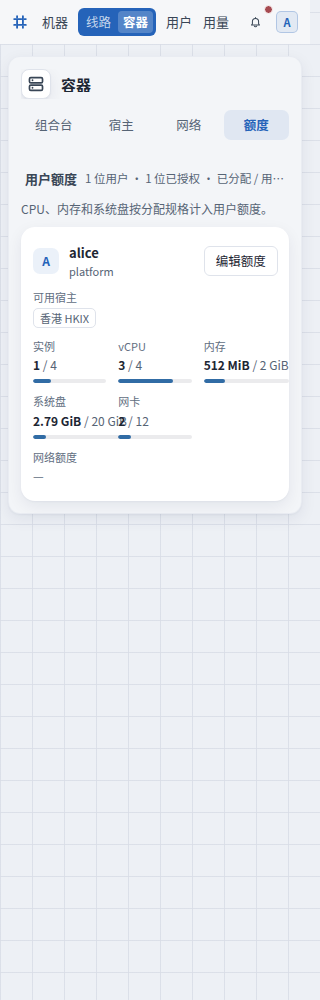 机器 线路 容器 用户 用量 A
容器
组合台 宿主 网络 额度
用户额度 1 位用户 · 1 位已授权 · 已分配 / 用…
CPU、内存和系统盘按分配规格计入用户额度。
A alice 编辑额度
platform
可用宿主
香港 HKIX
实例 vCPU 内存
1 / 4 3 / 4 512 MiB / 2 GiB
系统盘 网卡
2.79 GiB / 20 GiB / 12
网络额度
—